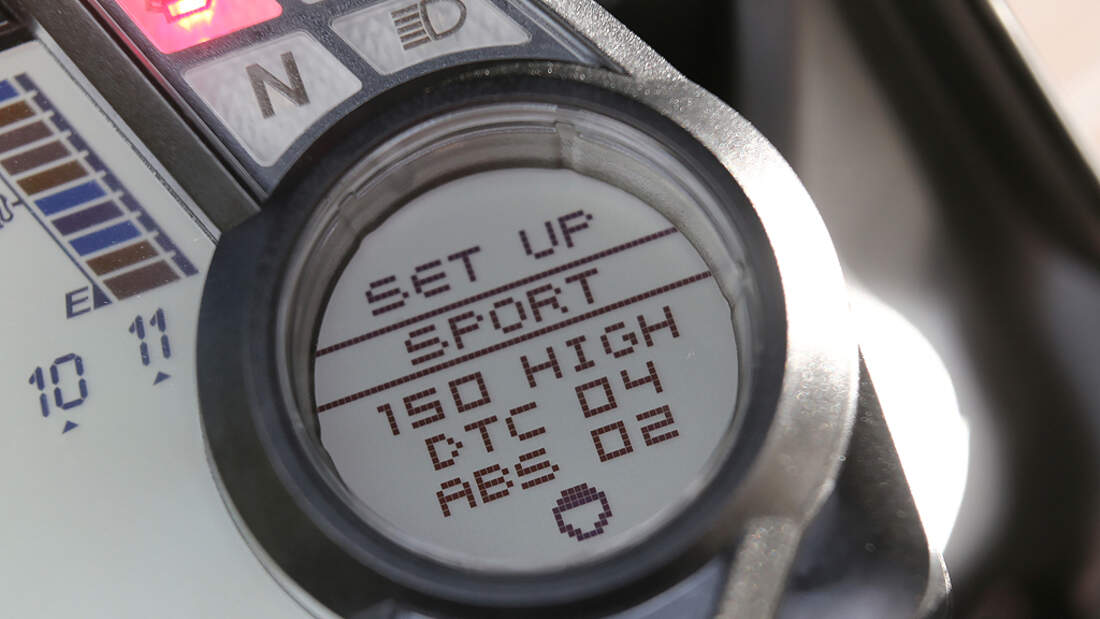 N
SET UP
SPORT
150 HIGH
DTC 04
ABS 02
E
10 11